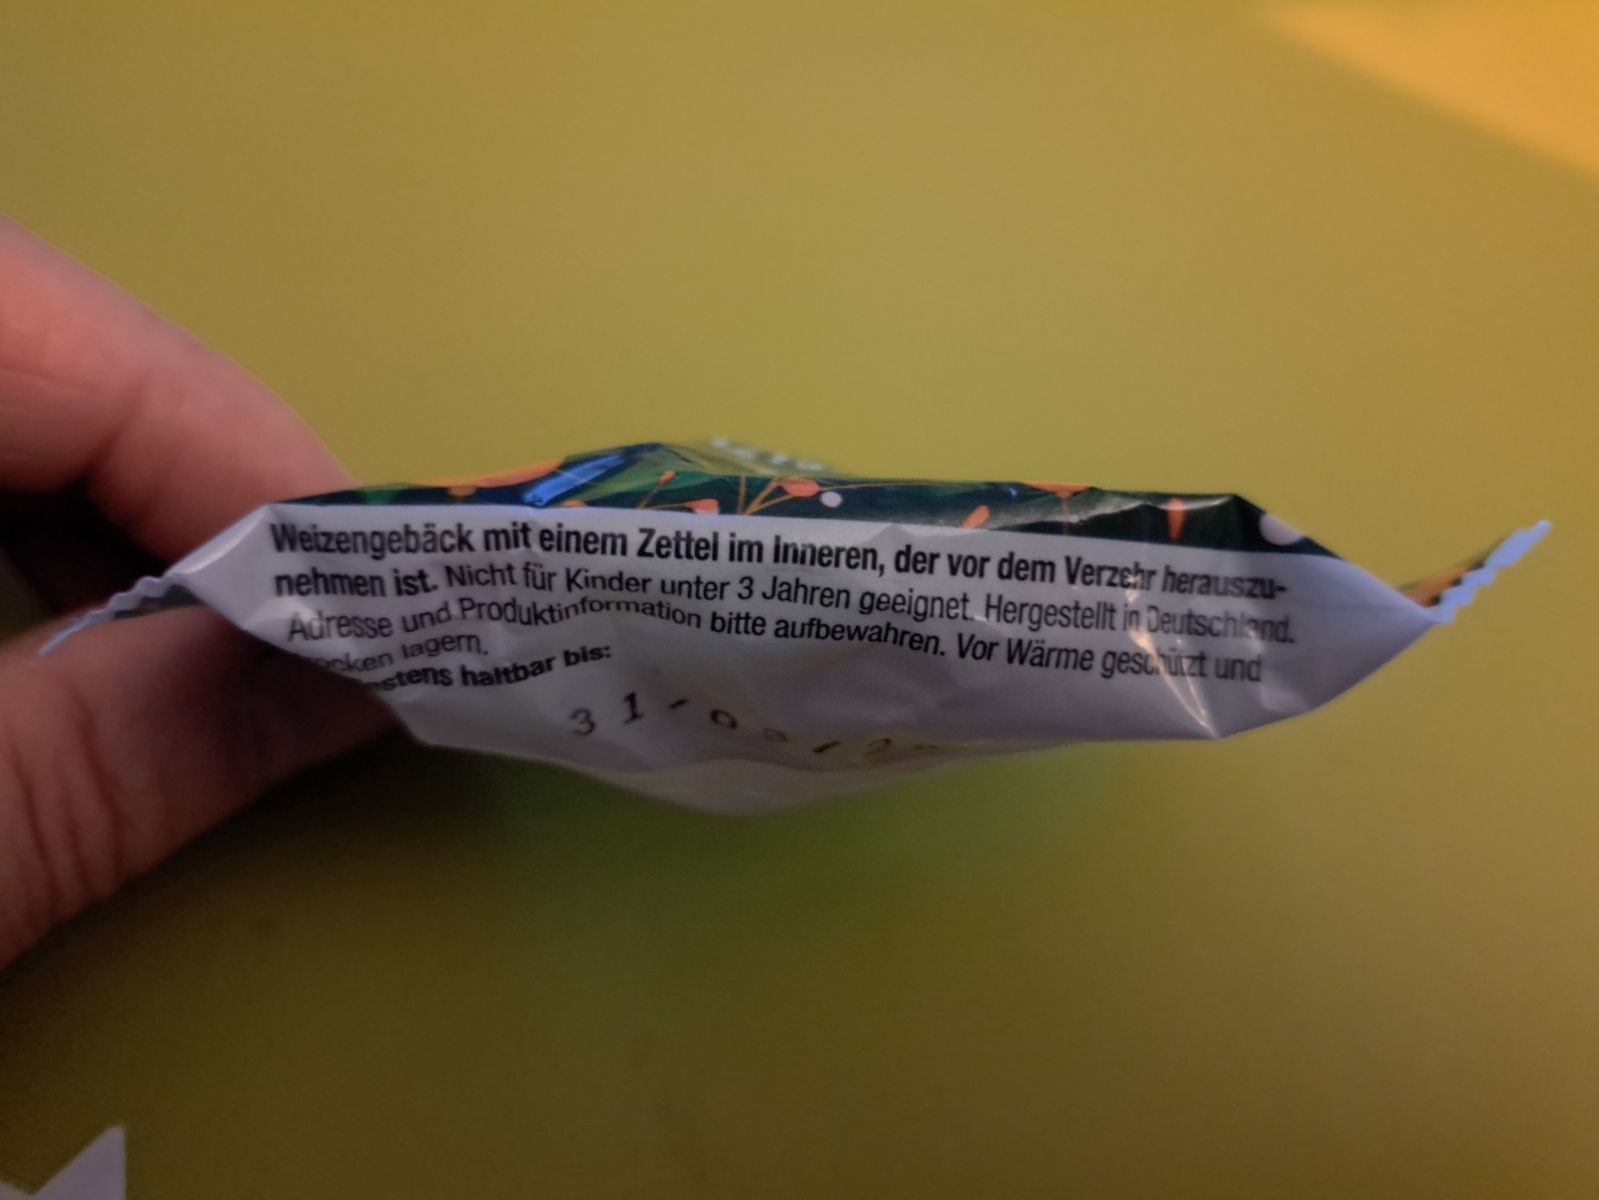 Weizengebäck mit einem Zettel im Inneren, der vor dem Verzehr herauszu-
nehmen ist. Nicht für Kinder unter 3 Jahren geeignet. Hergestellt in Deutschland.
Adresse und Produktinformation bitte aufbewahren. Vor Wärme geschützt und
lagern.
haltbar bis:
31